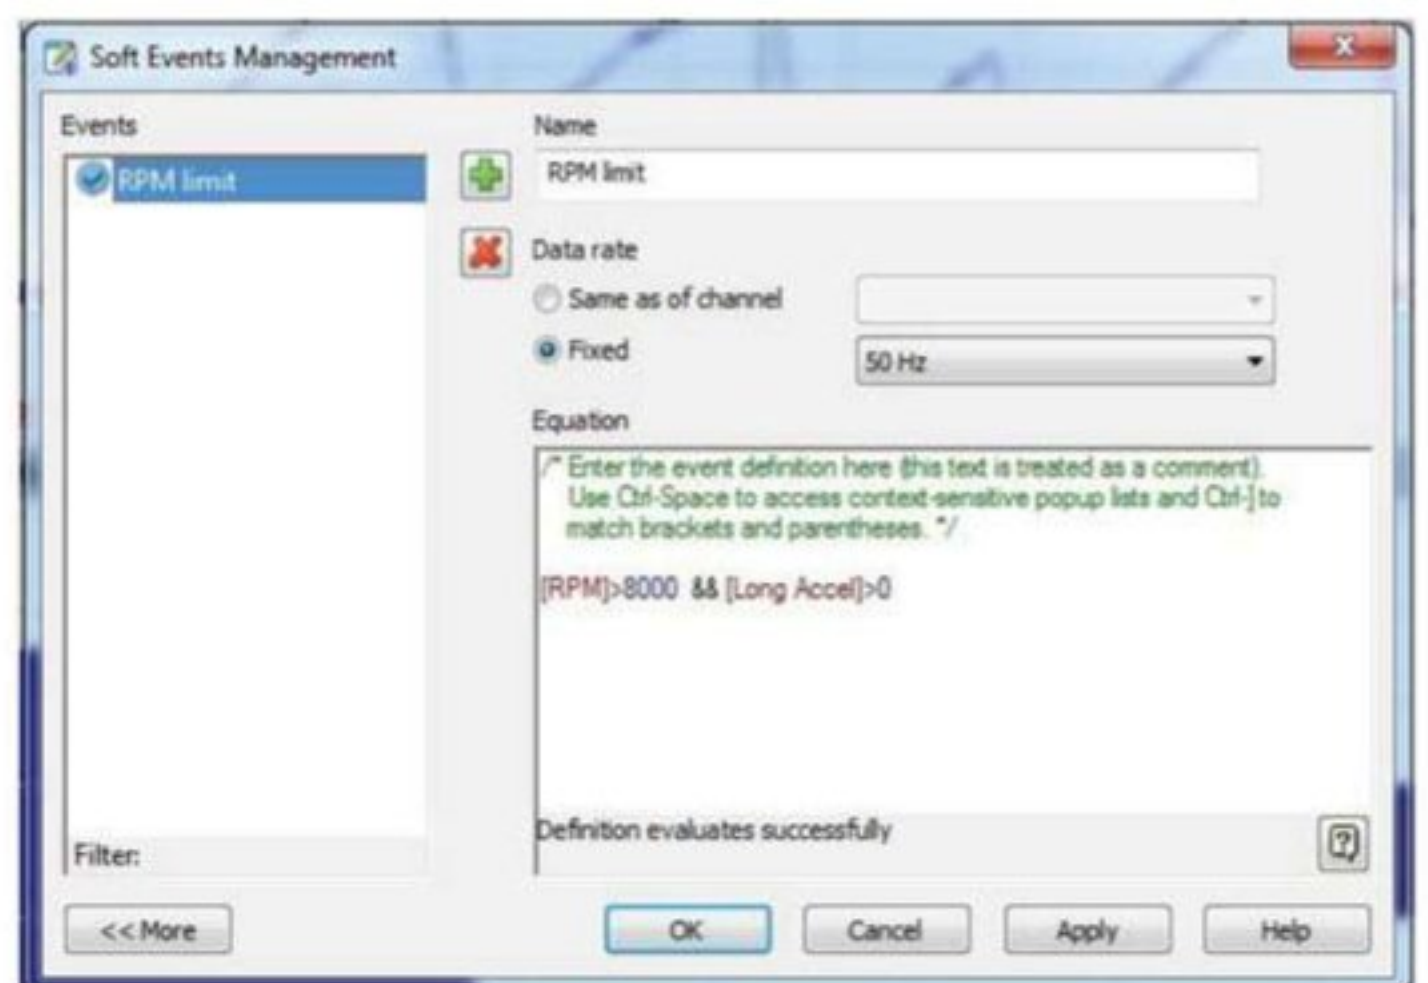 Soft Events Management
x
Events
Name
RPM limit
RPM limit
Data rate
Same as of channel
Fixed
50 Hz
Equation
/* Enter the event definition here (this text is treated as a comment).
Use Ctrl-Space to access context-sensitive popup lists and Ctrl-] to
match brackets and parentheses. */
[RPM]>8000 && [Long Accel]>0
Definition evaluates successfully
?
Filter:
<< More
OK
Cancel
Apply
Help